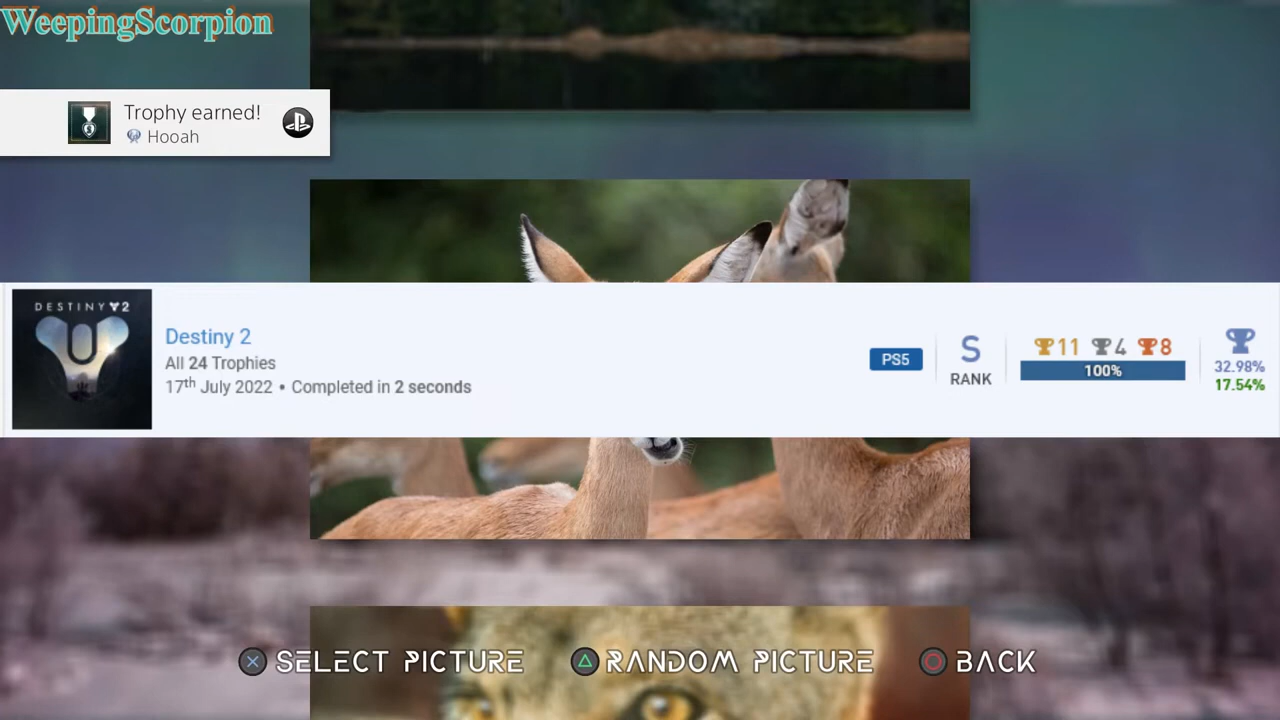 WeepingScorpion
Trophy earned!
Hooah
DESTINY 2
Destiny 2
All 24 Trophies
17th July 2022 • Completed in 2 seconds
PS5
S
RANK
11 4 8
100%
32.98%
17.54%
SELECT PICTURE RANDOM PICTURE BACK